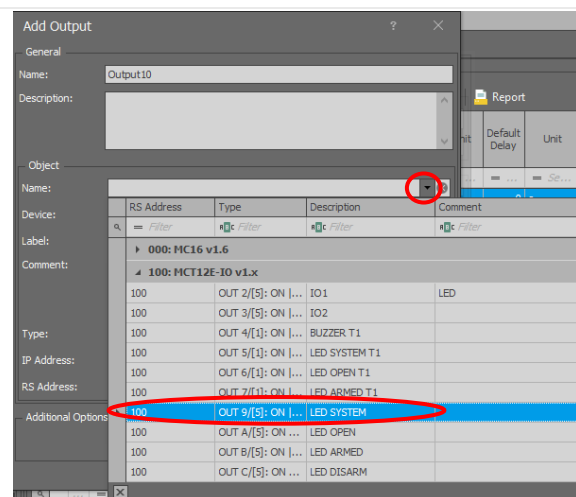 Add Output ? ×
General
Name: Output10
Description:
Report
Default Delay Unit
Object
Name:
Device:
Label:
Comment:
Type:
IP Address:
RS Address:
Additional Options
RS Address Type Description Comment
= Filter Filter Filter Filter
000: MC16 v1.6
100: MCT12E-IO v1.x
100 OUT 2/[5]: ON |... IO1 LED
100 OUT 3/[5]: ON |... IO2
100 OUT 4/[1]: ON |... BUZZER T1
100 OUT 5/[1]: ON |... LED SYSTEM T1
100 OUT 6/[1]: ON |... LED OPEN T1
100 OUT 7/[1]: ON |... LED ARMED T1
100 OUT 9/[5]: ON |... LED SYSTEM
100 OUT A/[5]: ON ... LED OPEN
100 OUT B/[5]: ON |... LED ARMED
100 OUT C/[5]: ON ... LED DISARM